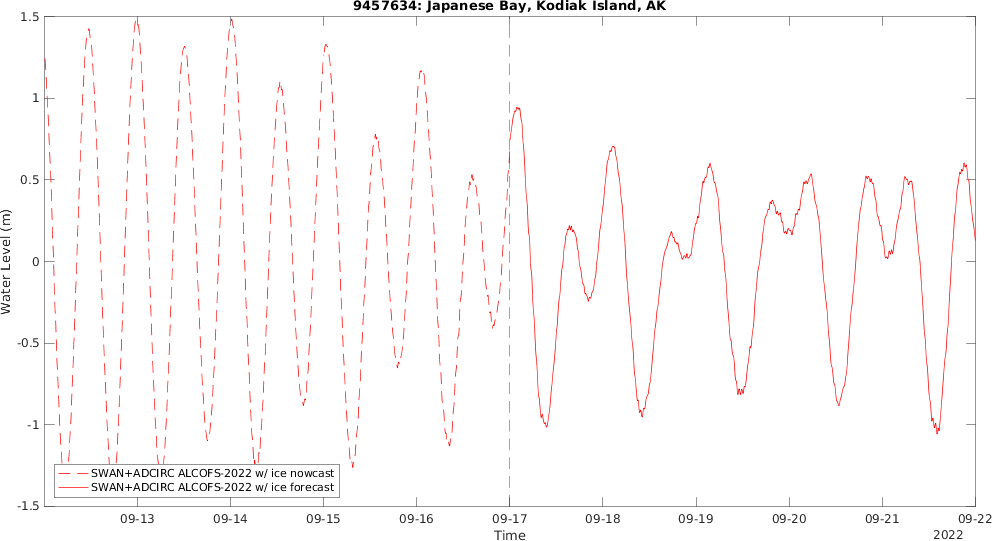 9457634: Japanese Bay, Kodiak Island, AK
Water Level (m)
1.5
1
0.5
0
-0.5
-1
-1.5
SWAN+ADCIRC ALCOFS-2022 w/ ice nowcast
SWAN+ADCIRC ALCOFS-2022 w/ ice forecast
09-13 09-14 09-15 09-16 09-17 09-18 09-19 09-20 09-21 09-22
Time
2022